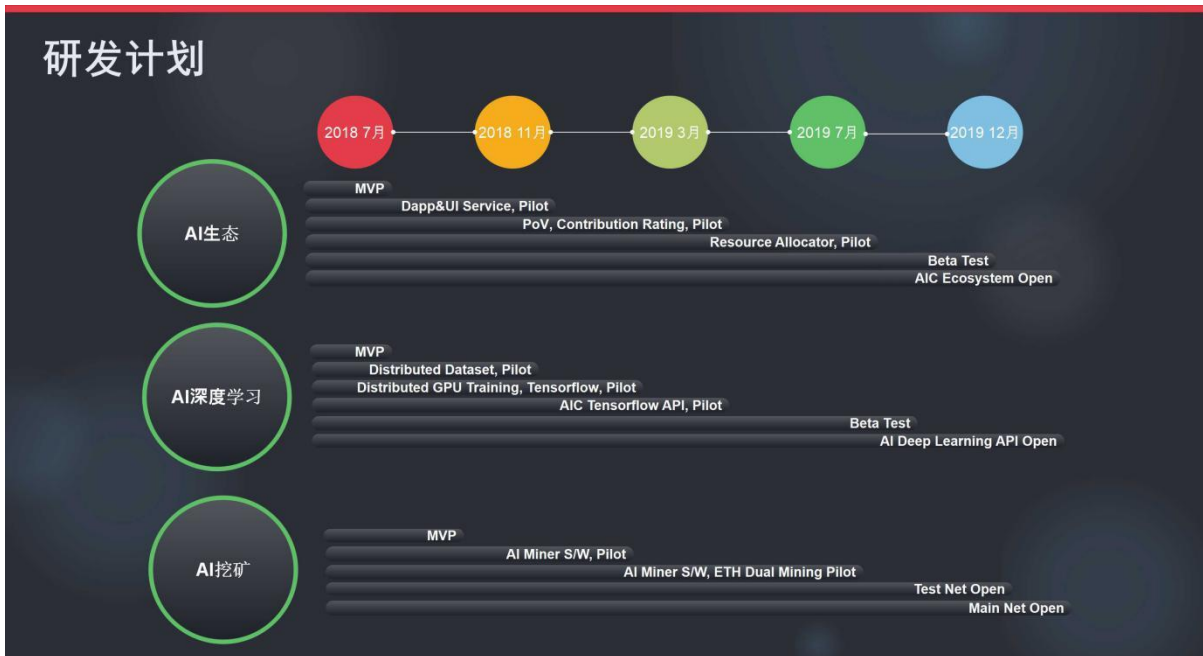 研发计划
2018 7月
2018 11月
2019 3月
2019 7月
2019 12月
AI生态
MVP
Dapp&UI Service, Pilot
PoV, Contribution Rating, Pilot
Resource Allocator, Pilot
Beta Test
AIC Ecosystem Open
AI深度学习
MVP
Distributed Dataset, Pilot
Distributed GPU Training, Tensorflow, Pilot
AIC Tensorflow API, Pilot
Beta Test
AI Deep Learning API Open
AI挖矿
MVP
AI Miner S/W, Pilot
AI Miner S/W, ETH Dual Mining Pilot
Test Net Open
Main Net Open